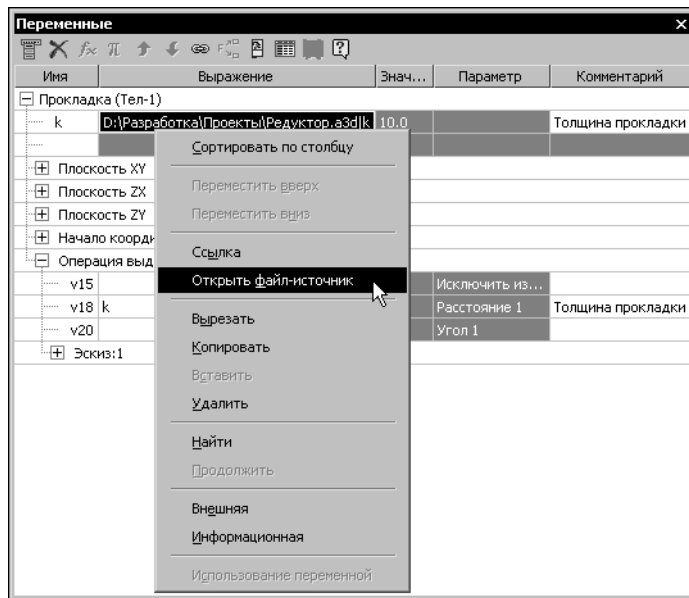 Переменные
Имя Выражение Знач... Параметр Комментарий
Прокладка (Тел-1)
k D:\Разработка\Проекты\Редуктор.a3d|k 10.0 Толщина прокладки
Сортировать по столбцу
Плоскость XY
Переместить вверх
Плоскость ZX
Плоскость ZY
Переместить вниз
Начало коорди
Ссылка
Операция выд
v15 Открыть файл-источник Исключить из...
v18 k Расстояние 1 Толщина прокладки
Вырезать
v20 Угол 1
Копировать
Эскиз:1
Вставить
Удалить
Найти
Продолжить
Внешняя
Информационная
Использование переменной